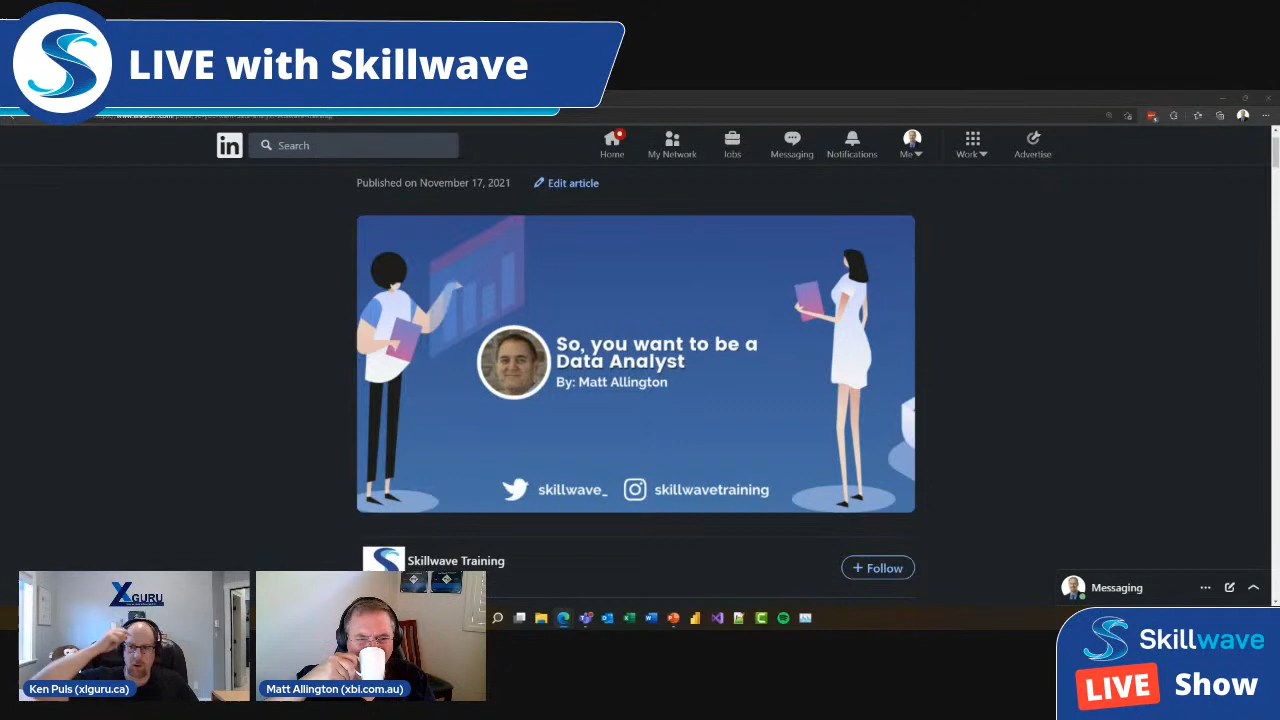 LIVE with Skillwave
in
Search
Home
My Network
Jobs
Messaging
Notifications
Me
Work
Advertise
Published on November 17, 2021
Edit article
So, you want to be a
Data Analyst
By: Matt Allington
skillwave_
skillwavetraining
Skillwave Training
+ Follow
Messaging
XLGURU
Ken Puls (xlguru.ca)
Matt Allington (xbi.com.au)
Skillwave
LIVE Show